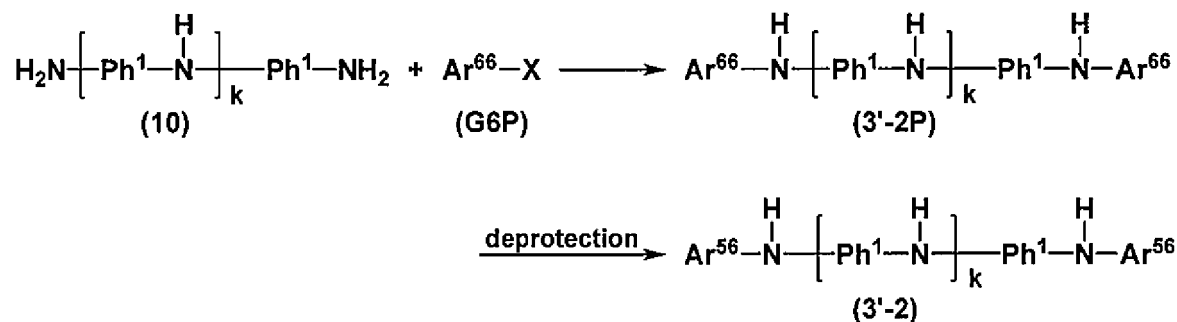 H₂N Ph¹ N H k Ph¹ NH₂ + Ar⁶⁶ X Ar⁶⁶ N H Ph¹ N H k Ph¹ N H Ar⁶⁶
(10) (G6P) (3'-2P)
deprotection Ar⁵⁶ N H Ph¹ N H k Ph¹ N H Ar⁵⁶
(3'-2)